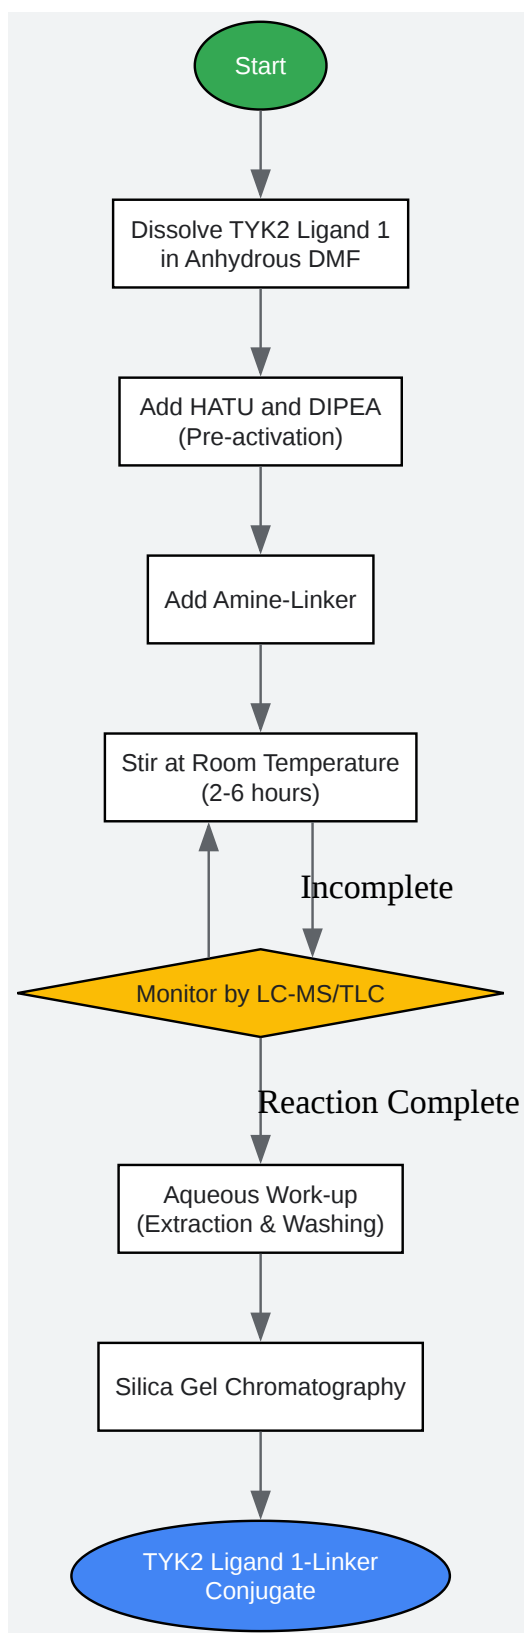 Start
Dissolve TYK2 Ligand 1
in Anhydrous DMF
Add HATU and DIPEA
(Pre-activation)
Add Amine-Linker
Stir at Room Temperature
(2-6 hours)
Incomplete
Monitor by LC-MS/TLC
Reaction Complete
Aqueous Work-up
(Extraction & Washing)
Silica Gel Chromatography
TYK2 Ligand 1-Linker
Conjugate